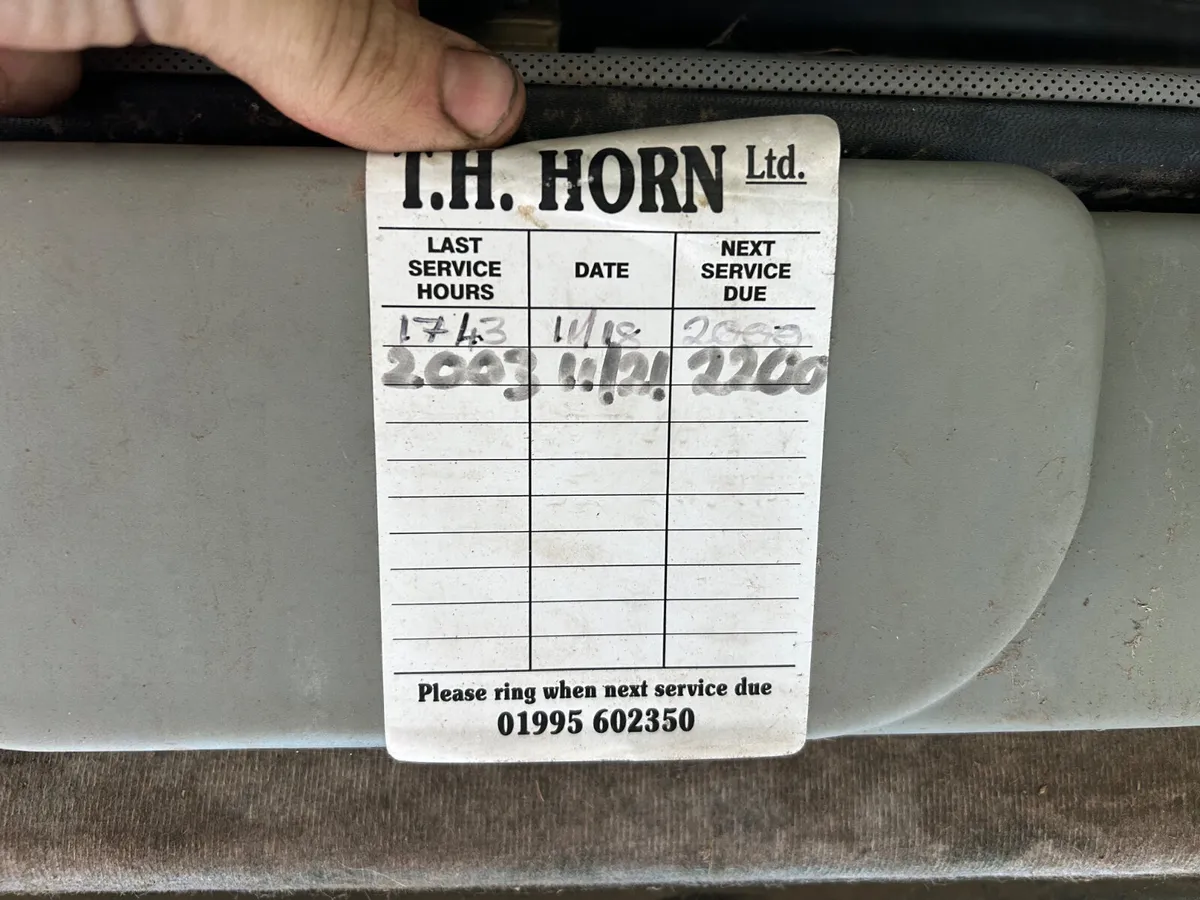 T.H. HORN Ltd.
LAST SERVICE HOURS DATE NEXT SERVICE DUE
1743 11/18 2000
2003 11/21 2200
Please ring when next service due
01995 602350